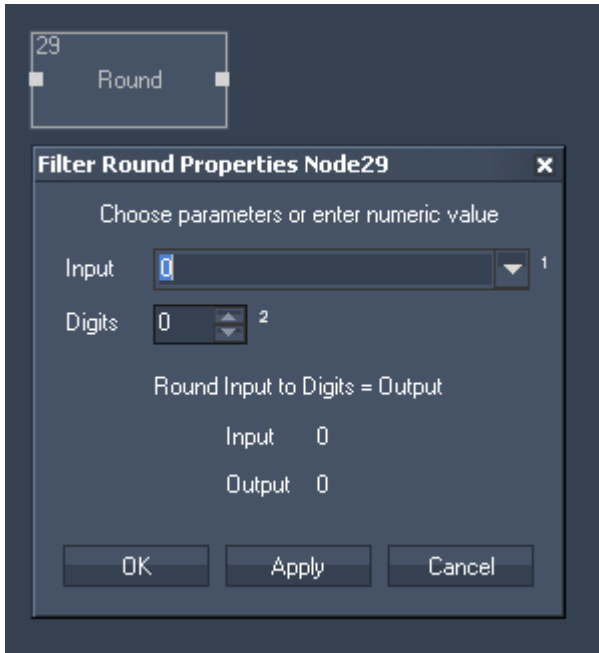 29
Round
Filter Round Properties Node29
Choose parameters or enter numeric value
Input 0 1
Digits 0 2
Round Input to Digits = Output
Input 0
Output 0
OK Apply Cancel